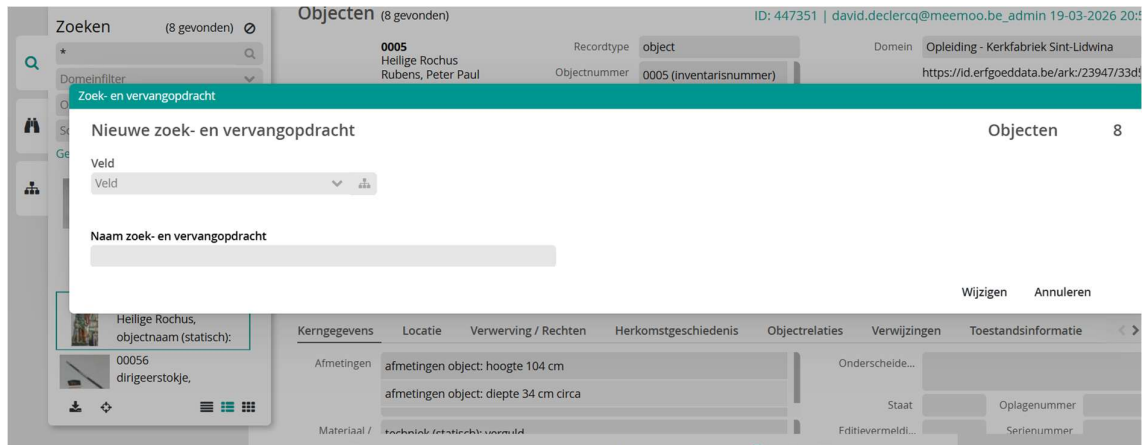 Zoeken (8 gevonden)
*
Domeinfilter
Objecten (8 gevonden)
ID: 447351 | david.declercq@meemoo.be_admin 19-03-2026
0005
Heilige Rochus
Rubens, Peter Paul
Recordtype object
Objectnummer 0005 (inventarisnummer)
Domein Opleiding - Kerkfabriek Sint-Lidwina
https://id.erfgoeddata.be/ark:/23947/33d
Zoek- en vervangopdracht
Nieuwe zoek- en vervangopdracht
Objecten 8
Veld
Veld
Naam zoek- en vervangopdracht
Wijzigen Annuleren
Ge
Heilige Rochus,
objectnaam (statisch):
00056
dirigeerstokje,
Kerngegevens Locatie Verwerving / Rechten Herkomstgeschiedenis Objectrelaties Verwijzingen Toestandsinformatie
Afmetingen afmetingen object: hoogte 104 cm
afmetingen object: diepte 34 cm circa
Materiaal / techniek (statisch): verguld
Onderscheide...
Staat Oplagenummer
Editievermeldi... Serienummer